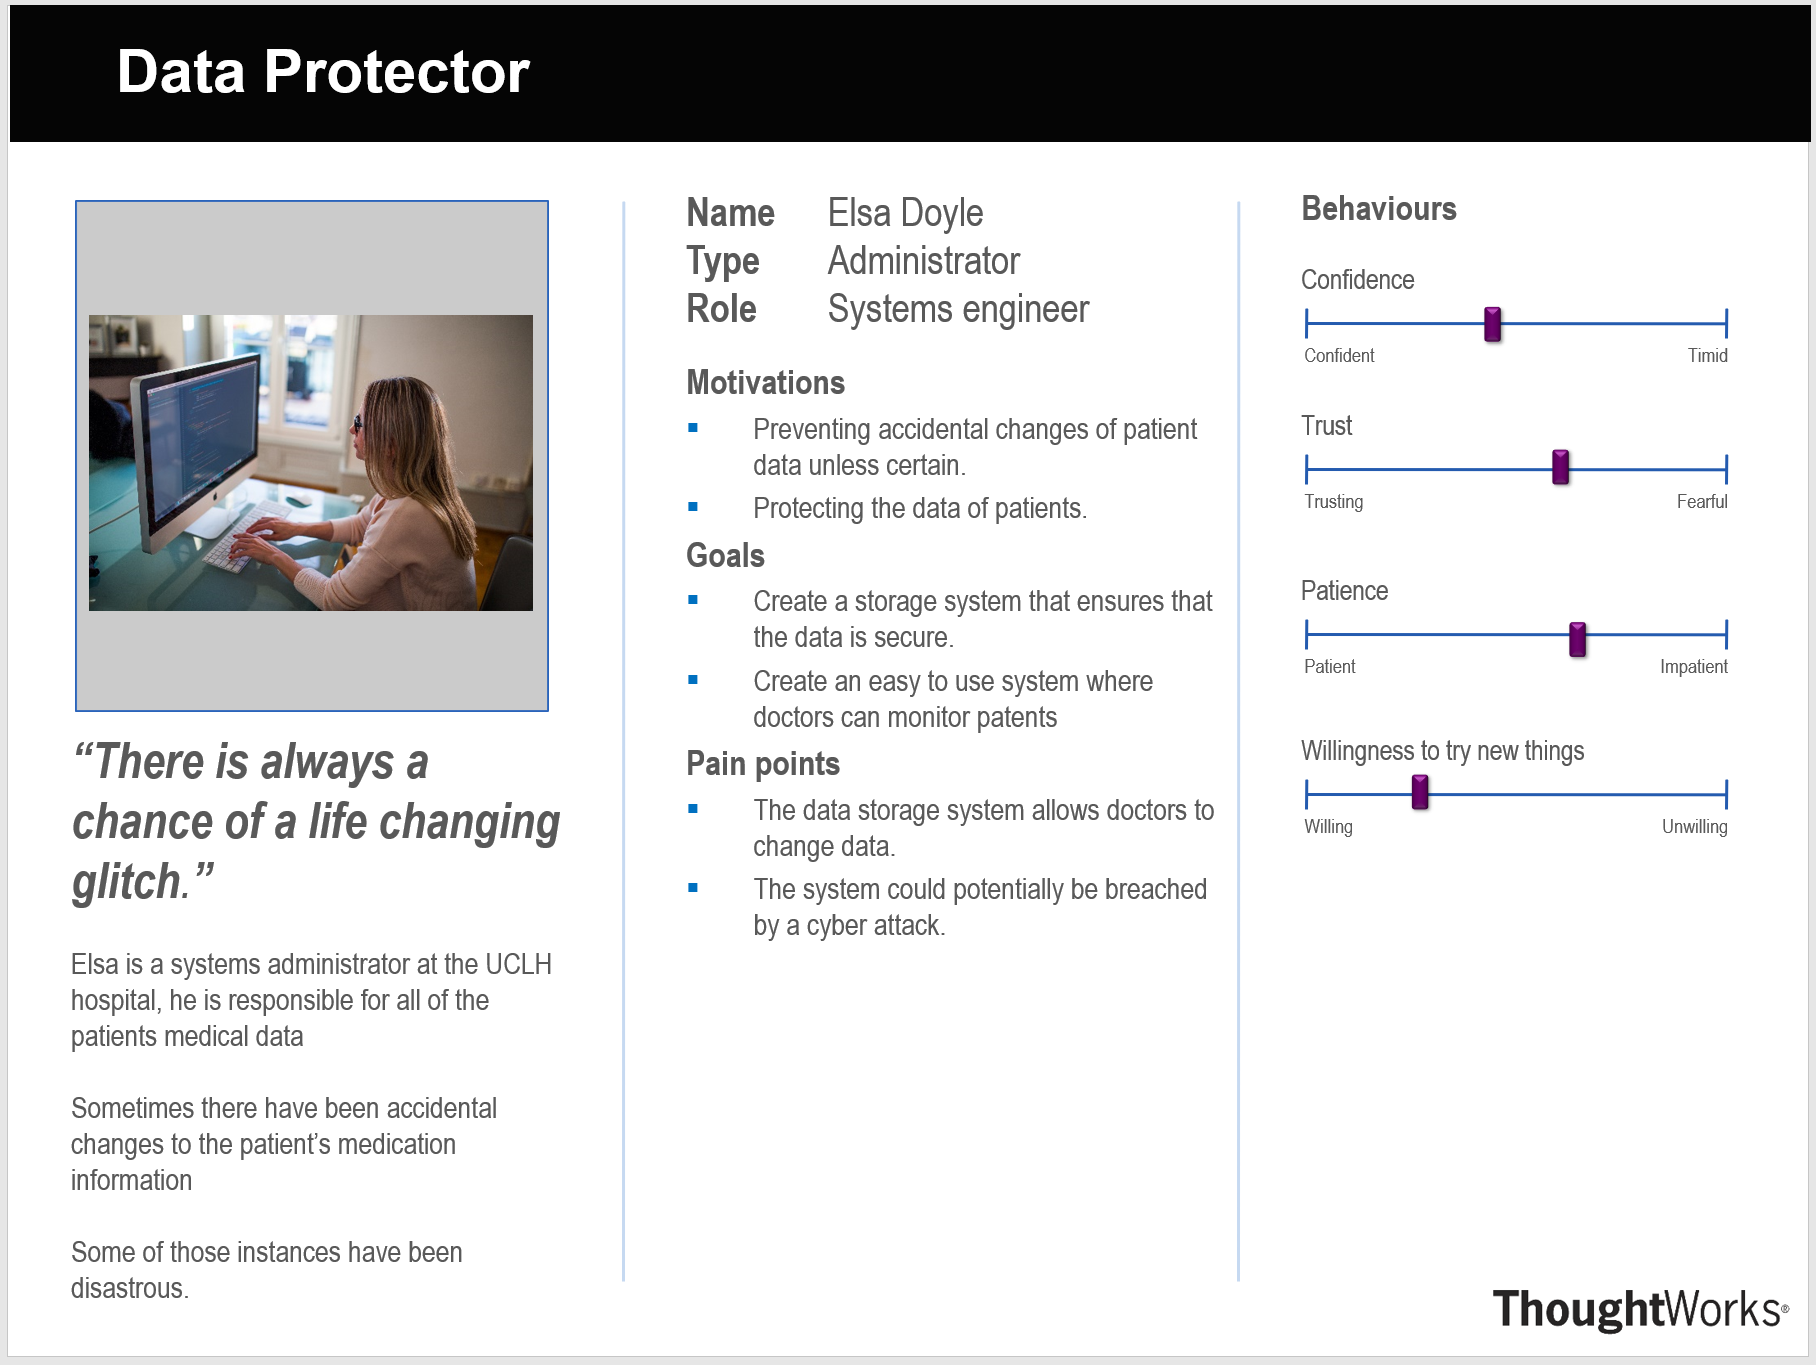 Data Protector
“There is always a
chance of a life changing
glitch.”
Elsa is a systems administrator at the UCLH
hospital, he is responsible for all of the
patients medical data
Sometimes there have been accidental
changes to the patient’s medication
information
Some of those instances have been
disastrous.
Name Elsa Doyle
Type Administrator
Role Systems engineer
Motivations
▪ Preventing accidental changes of patient
data unless certain.
▪ Protecting the data of patients.
Goals
▪ Create a storage system that ensures that
the data is secure.
▪ Create an easy to use system where
doctors can monitor patents
Pain points
▪ The data storage system allows doctors to
change data.
▪ The system could potentially be breached
by a cyber attack.
Behaviours
Confidence
Confident Timid
Trust
Trusting Fearful
Patience
Patient Impatient
Willingness to try new things
Willing Unwilling
ThoughtWorks®